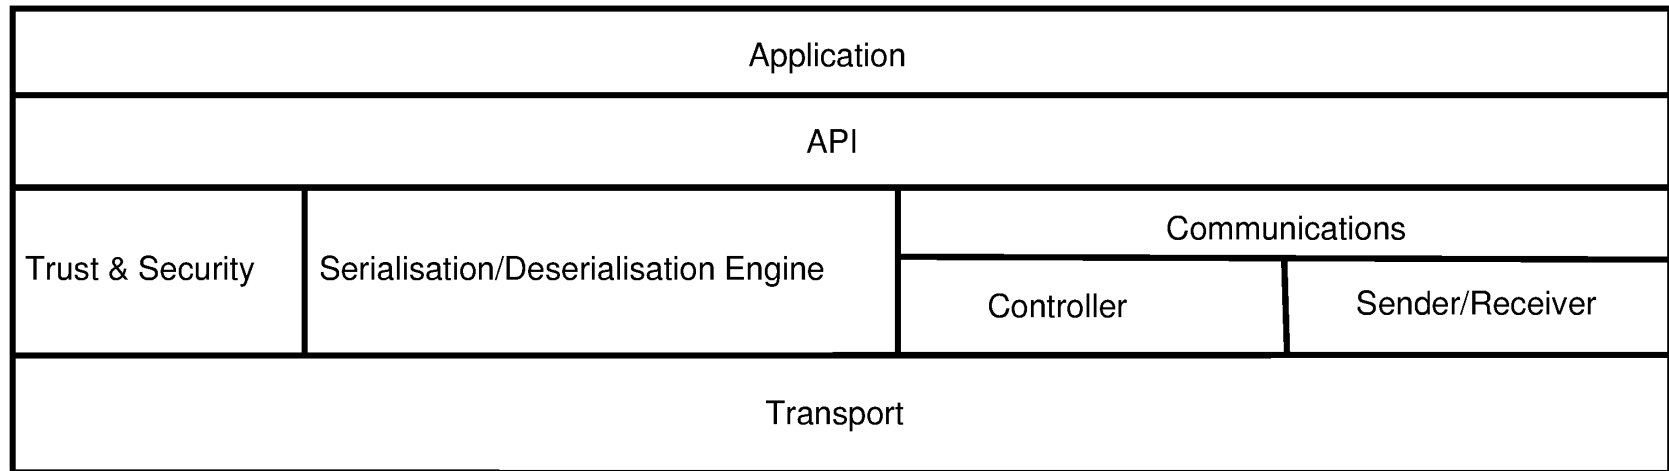 Application
API
Trust & Security
Serialisation/Deserialisation Engine
Communications
Controller
Sender/Receiver
Transport